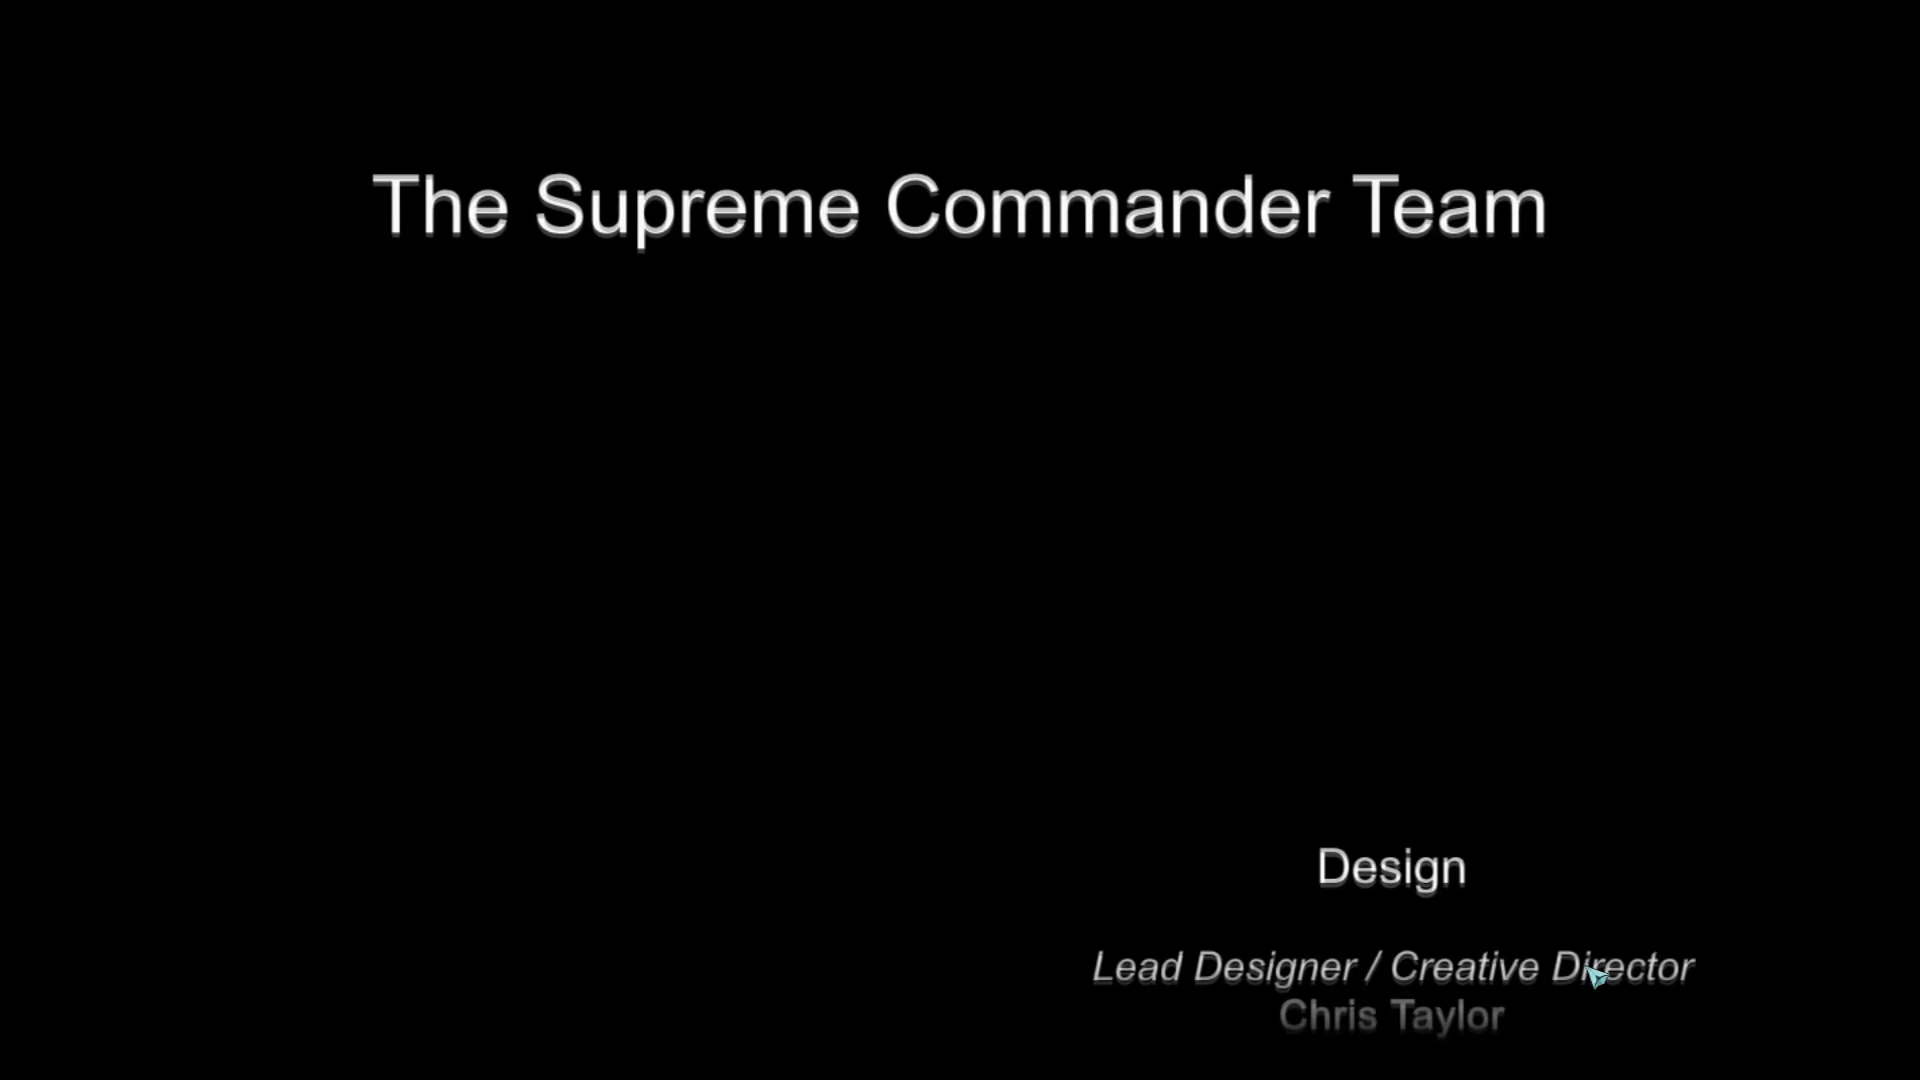 The Supreme Commander Team
Design
Lead Designer / Creative Director
Chris Taylor